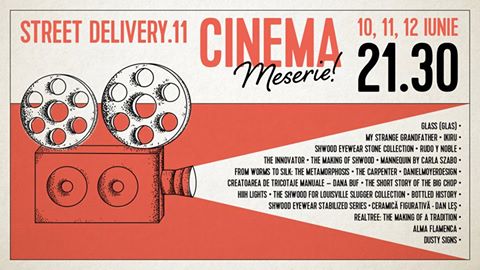 STREET DELIVERY.11
CINEMA
Meserie!
10, 11, 12 IUNIE
21.30
GLASS (GLAS) •
MY STRANGE GRANDFATHER • IKIRU •
SHWOOD EYEWEAR STONE COLLECTION • RUDO Y NOBLE •
THE INNOVATOR • THE MAKING OF SHWOOD • MANNEQUIN BY CARLA SZABO •
FROM WORMS TO SILK: THE METAMORPHOSIS • THE CARPENTER • DANIELMOYERDESIGN •
CREATOAREA DE TRICOTAJE MANUALE – DANA BUF • THE SHORT STORY OF THE BIG CHOP •
HIIH LIGHTS • THE SHWOOD FOR LOUISVILLE SLUGGER COLLECTION • BOTTLED HISTORY •
SHWOOD EYEWEAR STABILIZED SERIES • CERAMICĂ FIGURATIVĂ - DAN LEȘ •
REALTREE: THE MAKING OF A TRADITION •
ALMA FLAMENCA •
DUSTY SIGNS •